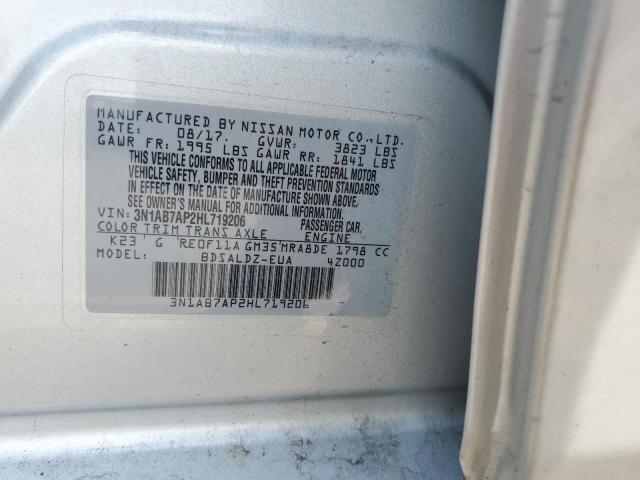 MANUFACTURED BY NISSAN MOTOR CO.,LTD.
DATE: 08/17. GVWR: 3823 LBS
GAWR FR: 1995 LBS GAWR RR: 1841 LBS
THIS VEHICLE CONFORMS TO ALL APPLICABLE FEDERAL MOTOR
VEHICLE SAFETY, BUMPER AND THEFT PREVENTION STANDARDS
IN EFFECT ON THE DATE OF MANUFACTURE SHOWN ABOVE.
SEE OWNER'S MANUAL FOR ADDITIONAL INFORMATION.
VIN: 3N1AB7AP2HL719206 PASSENGER CAR.
COLOR TRIM TRANS AXLE ENGINE
K23 G RE0F11A GM35 MRA8DE 1798 CC
MODEL: BDSALDZ-EUA 4Z000
3N1AB7AP2HL719206